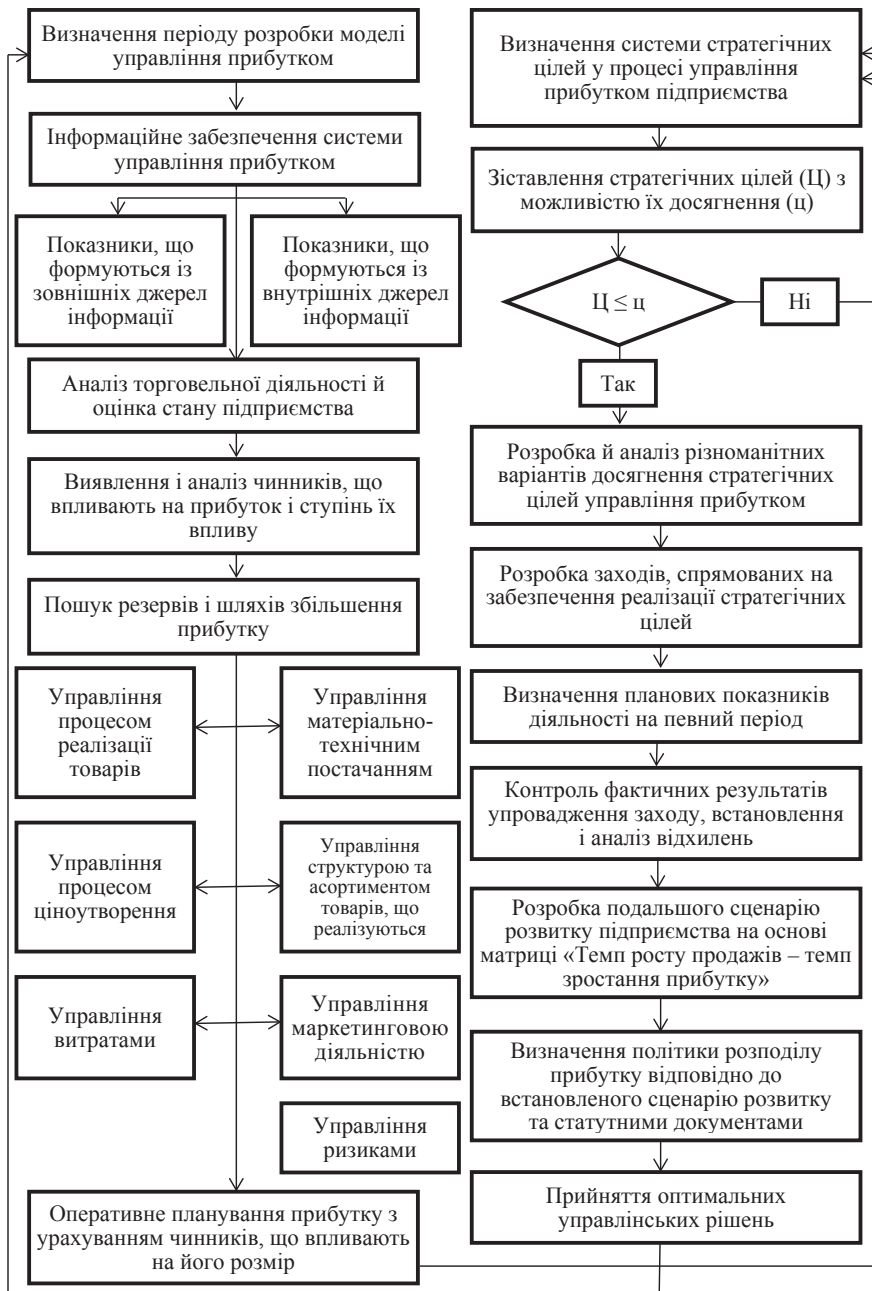 Визначення періоду розробки моделі
управління прибутком
Інформаційне забезпечення системи
управління прибутком
Показники, що
формуються із
зовнішніх джерел
інформації
Показники, що
формуються із
внутрішніх джерел
інформації
Аналіз торговельної діяльності й
оцінка стану підприємства
Виявлення і аналіз чинників, що
впливають на прибуток і ступінь їх
впливу
Пошук резервів і шляхів збільшення
прибутку
Управління
процесом
реалізації
товарів
Управління
матеріально-
технічним
постачанням
Управління
процесом
ціноутворення
Управління
структурою та
асортиментом
товарів, що
реалізуються
Управління
витратами
Управління
маркетинговою
діяльністю
Управління
ризиками
Оперативне планування прибутку з
урахуванням чинників, що впливають
на його розмір
Визначення системи стратегічних
цілей у процесі управління
прибутком підприємства
Зіставлення стратегічних цілей (Ц) з
можливістю їх досягнення (ц)
Ц ≤ ц
Ні
Так
Розробка й аналіз різноманітних
варіантів досягнення стратегічних
цілей управління прибутком
Розробка заходів, спрямованих на
забезпечення реалізації стратегічних
цілей
Визначення планових показників
діяльності на певний період
Контроль фактичних результатів
упровадження заходу, встановлення
і аналіз відхилень
Розробка подальшого сценарію
розвитку підприємства на основі
матриці «Темп росту продажів – темп
зростання прибутку»
Визначення політики розподілу
прибутку відповідно до
встановленого сценарію розвитку
та статутними документами
Прийняття оптимальних
управлінських рішень